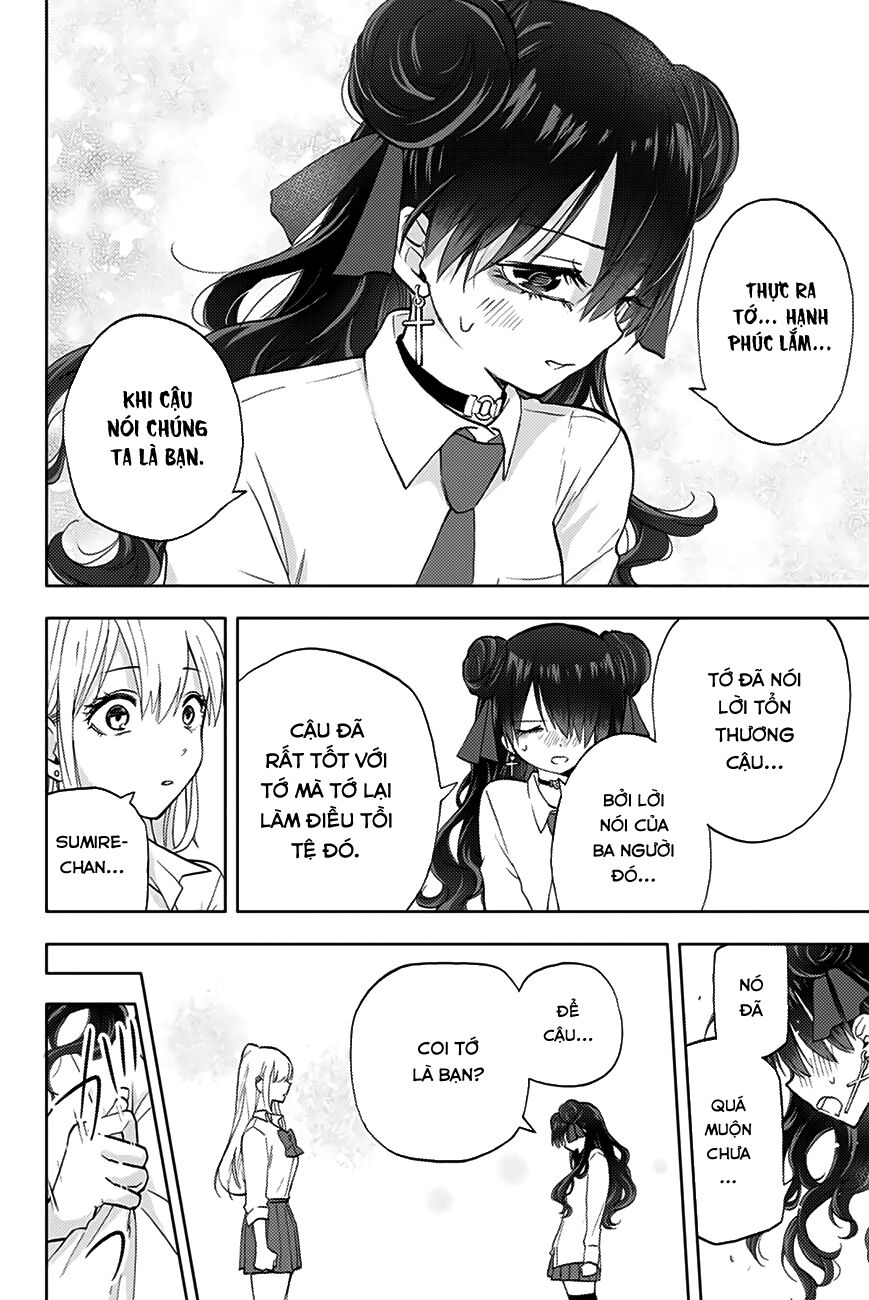 THỰC RA
TỚ... HẠNH
PHÚC LẮM...
KHI CẬU
NÓI CHÚNG
TA LÀ BẠN.
TỚ ĐÃ NÓI
LỜI TỔN
THƯƠNG
CẬU...
BỞI LỜI
NÓI CỦA
BA NGƯỜI
ĐÓ...
CẬU ĐÃ
RẤT TỐT VỚI
TỚ MÀ TỚ LẠI
LÀM ĐIỀU TỒI
TỆ ĐÓ.
SUMIRE-
CHAN...
NÓ ĐÃ
QUÁ
MUỘN
CHƯA
...
ĐỂ
CẬU...
COI TỚ
LÀ BẠN?